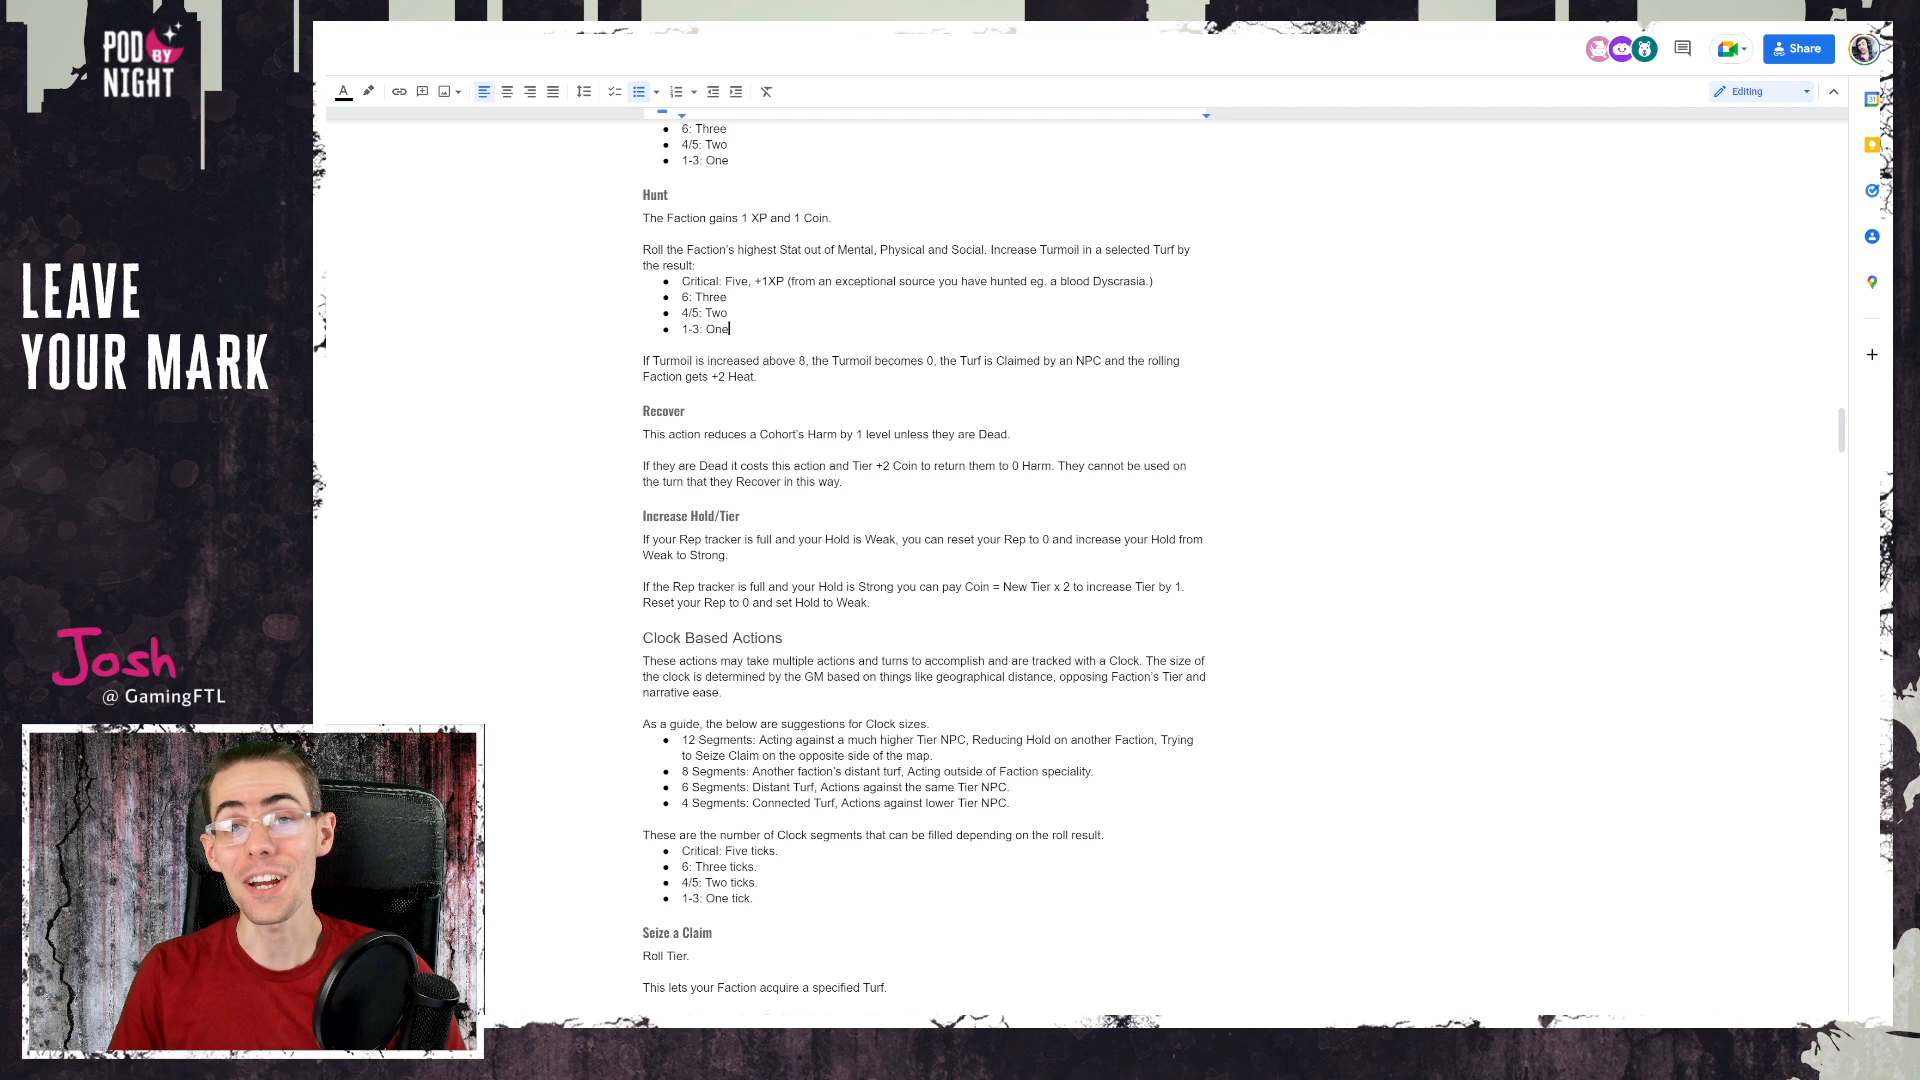 POD
BY
NIGHT
LEAVE
YOUR MARK
Josh
@ GamingFTL
Share
A
Editing
31
6: Three
4/5: Two
1-3: One
Hunt
The Faction gains 1 XP and 1 Coin.
Roll the Faction's highest Stat out of Mental, Physical and Social. Increase Turmoil in a selected Turf by
the result:
Critical: Five, +1XP (from an exceptional source you have hunted eg. a blood Dyscrasia.)
6: Three
4/5: Two
1-3: One
If Turmoil is increased above 8, the Turmoil becomes 0, the Turf is Claimed by an NPC and the rolling
Faction gets +2 Heat.
Recover
This action reduces a Cohort's Harm by 1 level unless they are Dead.
If they are Dead it costs this action and Tier +2 Coin to return them to 0 Harm. They cannot be used on
the turn that they Recover in this way.
Increase Hold/Tier
If your Rep tracker is full and your Hold is Weak, you can reset your Rep to 0 and increase your Hold from
Weak to Strong.
If the Rep tracker is full and your Hold is Strong you can pay Coin = New Tier x 2 to increase Tier by 1.
Reset your Rep to 0 and set Hold to Weak.
Clock Based Actions
These actions may take multiple actions and turns to accomplish and are tracked with a Clock. The size of
the clock is determined by the GM based on things like geographical distance, opposing Faction's Tier and
narrative ease.
As a guide, the below are suggestions for Clock sizes.
12 Segments: Acting against a much higher Tier NPC, Reducing Hold on another Faction, Trying
to Seize Claim on the opposite side of the map.
8 Segments: Another faction's distant turf, Acting outside of Faction speciality.
6 Segments: Distant Turf, Actions against the same Tier NPC.
4 Segments: Connected Turf, Actions against lower Tier NPC.
These are the number of Clock segments that can be filled depending on the roll result.
Critical: Five ticks.
6: Three ticks.
4/5: Two ticks.
1-3: One tick.
Seize a Claim
Roll Tier.
This lets your Faction acquire a specified Turf.